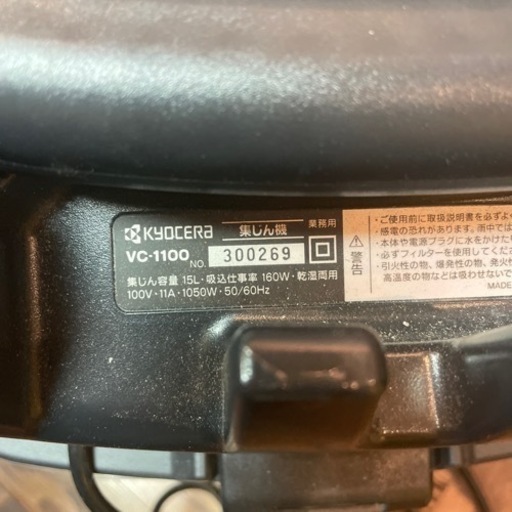 KYOCERA 集じん機 業務用
VC-1100 NO. 300269
集じん容量 15L・吸込仕事率 160W・乾湿両用
100V・11A・1050W・50/60Hz
警告
・ご使用前に取扱説明書を必ずよ
感電の恐れがあります。雨中では
・本体や電源プラグに水をかけたり
・必ずフィルターを使用して
・引火性の物、爆発性の物、発火
高温度の物などは吸わせないで
MADE